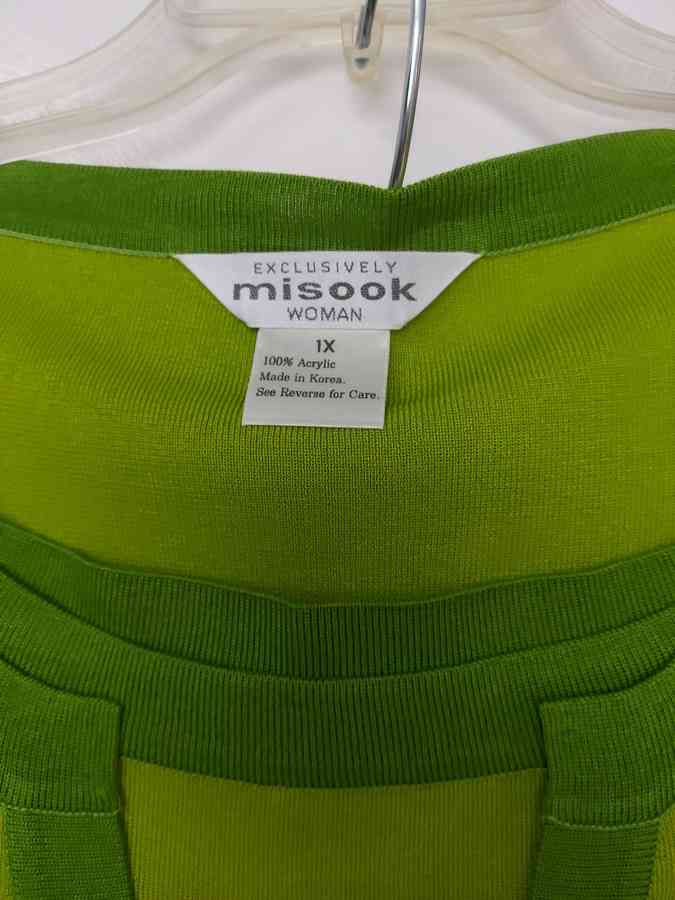 EXCLUSIVELY
misook
WOMAN
1X
100% Acrylic
Made in Korea.
See Reverse for Care.